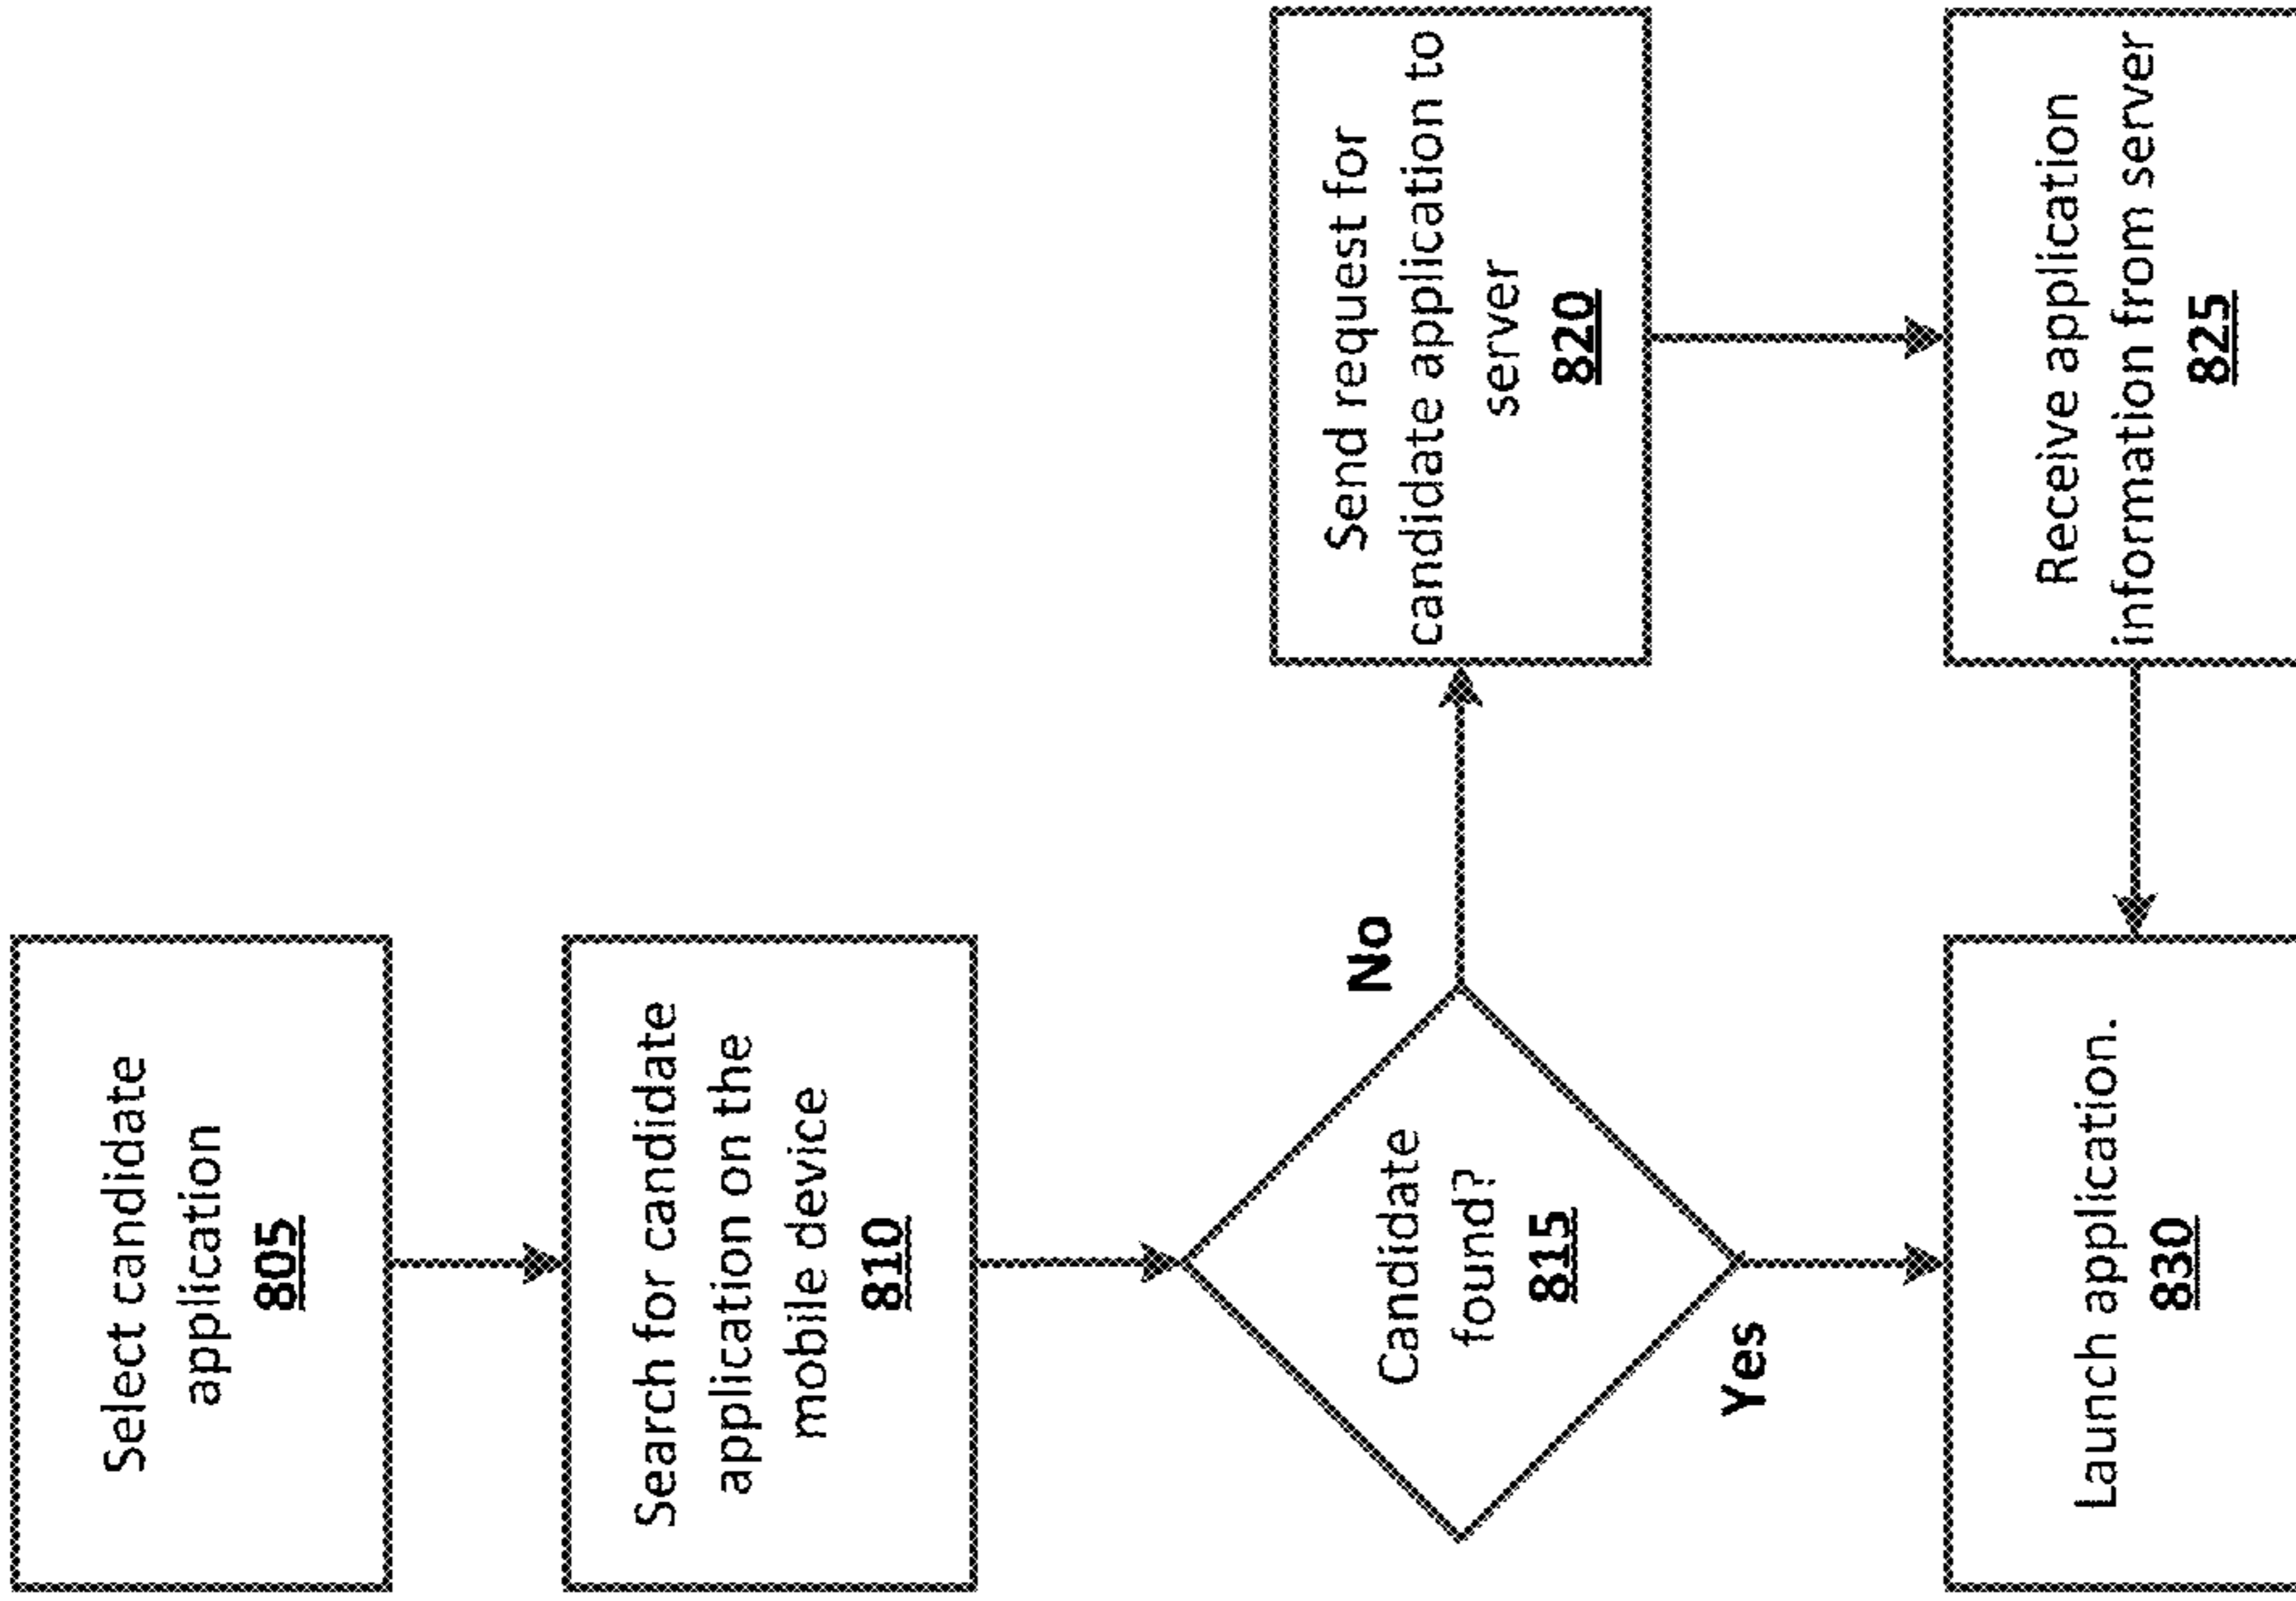 Select candidate
application
805
Search for candidate
application on the
mobile device
810
Candidate
found?
815
No
Yes
Send request for
candidate application to
server
820
Receive application
information from server
825
Launch application.
830